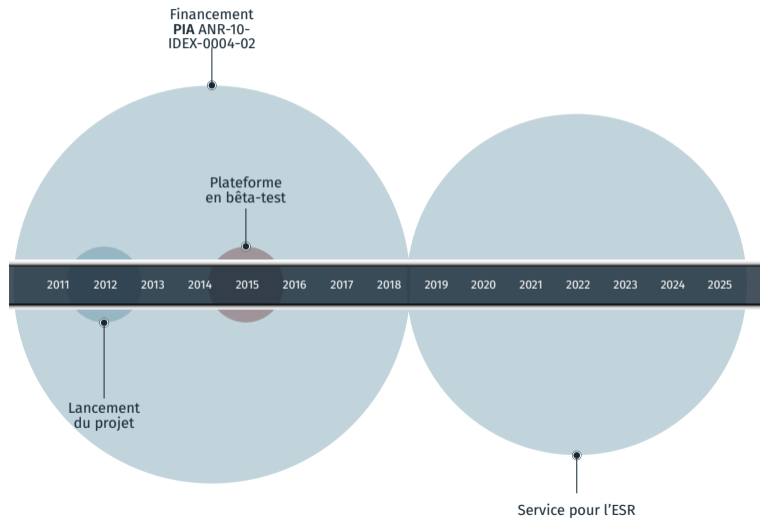 Financement
PIA ANR-10-
IDEX-0004-02
Plateforme
en bêta-test
2011 2012 2013 2014 2015 2016 2017 2018 2019 2020 2021 2022 2023 2024 2025
Lancement
du projet
Service pour l'ESR